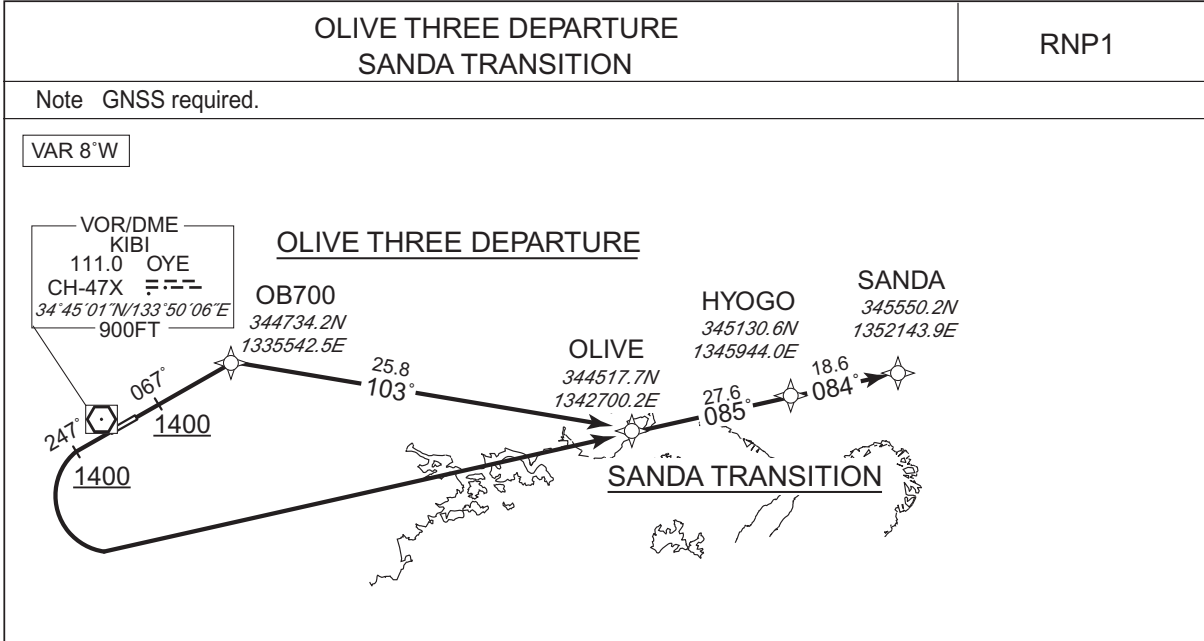 OLIVE THREE DEPARTURE
SANDA TRANSITION
RNP1
Note GNSS required.
VAR 8˚W
VOR/DME
KIBI
111.0 OYE
CH-47X
34˚45´01˝N/133˚50´06˝E
900FT
OLIVE THREE DEPARTURE
OB700
344734.2N
1335542.5E
OLIVE
344517.7N
1342700.2E
HYOGO
345130.6N
1345944.0E
SANDA
345550.2N
1352143.9E
25.8
103˚
27.6
085˚
18.6
084˚
067˚
1400
247˚
1400
SANDA TRANSITION